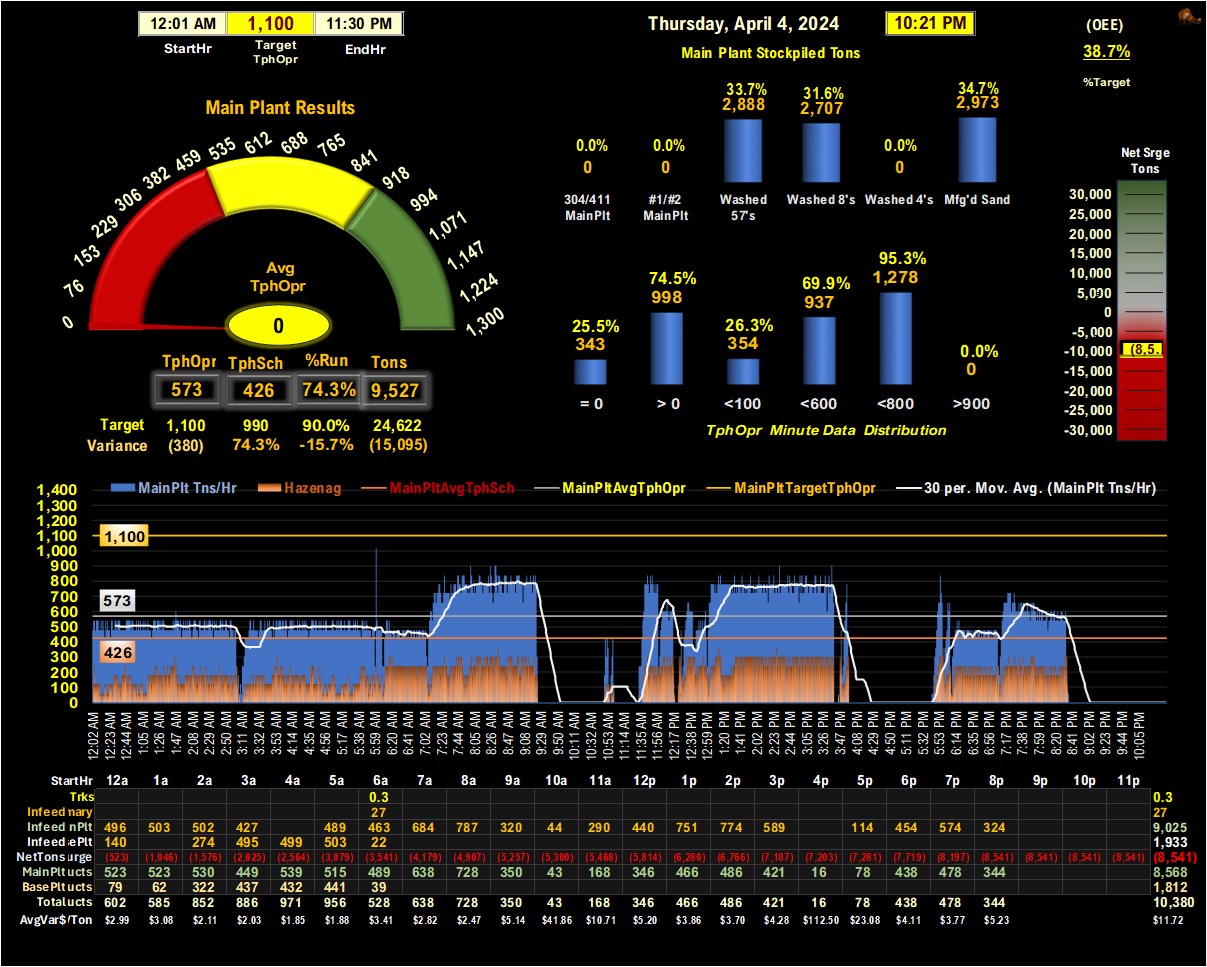 12:01 AM 1,100 11:30 PM
StartHr Target TphOpr EndHr
Thursday, April 4, 2024 10:21 PM
(OEE)
38.7%
%Target
Main Plant Stockpiled Tons
33.7% 31.6% 34.7%
2,888 2,707 2,973
0.0% 0.0% 0.0%
0 0 0
304/411 MainPlt #1/#2 MainPlt Washed 57's Washed 8's Washed 4's Mfg'd Sand
Main Plant Results
0 76 153 229 306 382 459 535 612 688 765 841 918 994 1,071 1,147 1,224 1,300
Avg
TphOpr
0
TphOpr TphSch %Run Tons
573 426 74.3% 9,527
Target 1,100 990 90.0% 24,622
Variance (380) 74.3% -15.7% (15,095)
25.5% 74.5% 26.3% 69.9% 95.3% 0.0%
343 998 354 937 1,278 0
= 0 > 0 <100 <600 <800 >900
TphOpr Minute Data Distribution
Net Srge
Tons
30,000
25,000
20,000
15,000
10,000
5,000
0
-5,000
-10,000 (8,5..
-15,000
-20,000
-25,000
-30,000
MainPlt Tns/Hr Hazenag MainPltAvgTphSch MainPltAvgTphOpr MainPltTargetTphOpr 30 per. Mov. Avg. (MainPlt Tns/Hr)
1,400
1,300
1,200
1,100 1,100
1,000
900
800
700 573
600
500
400 426
300
200
100
0
12:02 AM 12:23 AM 12:44 AM 1:05 AM 1:26 AM 1:47 AM 2:08 AM 2:29 AM 2:50 AM 3:11 AM 3:32 AM 3:53 AM 4:14 AM 4:35 AM 4:56 AM 5:17 AM 5:38 AM 5:59 AM 6:20 AM 6:41 AM 7:02 AM 7:23 AM 7:44 AM 8:05 AM 8:26 AM 8:47 AM 9:08 AM 9:29 AM 9:50 AM 10:11 AM 10:32 AM 10:53 AM 11:14 AM 11:35 AM 11:56 AM 12:17 PM 12:38 PM 12:59 PM 1:20 PM 1:41 PM 2:02 PM 2:23 PM 2:44 PM 3:05 PM 3:26 PM 3:47 PM 4:08 PM 4:29 PM 4:50 PM 5:11 PM 5:32 PM 5:53 PM 6:14 PM 6:35 PM 6:56 PM 7:17 PM 7:38 PM 7:59 PM 8:20 PM 8:41 PM 9:02 PM 9:23 PM 9:44 PM 10:05 PM
StartHr 12a 1a 2a 3a 4a 5a 6a 7a 8a 9a 10a 11a 12p 1p 2p 3p 4p 5p 6p 7p 8p 9p 10p 11p
Trks 0.3 0.3
Infeed mary 27 27
Infeed nPlt 496 503 502 427 489 463 684 787 320 44 290 440 751 774 589 114 454 574 324 9,025
Infeed ePlt 140 274 495 499 503 22 1,933
NetTonsurge (523) (1,046) (1,576) (2,025) (2,564) (3,079) (3,541) (4,179) (4,907) (5,257) (5,300) (5,468) (5,814) (6,280) (6,766) (7,187) (7,203) (7,281) (7,719) (8,197) (8,541) (8,541) (8,541) (8,541) (8,541)
MainPlt ucts 523 523 530 449 539 515 489 638 728 350 43 168 346 466 486 421 16 78 438 478 344 8,568
BasePlt ucts 79 62 322 437 432 441 39 1,812
Total ucts 602 585 852 886 971 956 528 638 728 350 43 168 346 466 486 421 16 78 438 478 344 10,380
AvgVar$/Ton $2.99 $3.08 $2.11 $2.03 $1.85 $1.88 $3.41 $2.82 $2.47 $5.14 $41.86 $10.71 $5.20 $3.86 $3.70 $4.28 $112.50 $23.08 $4.11 $3.77 $5.23 $11.72